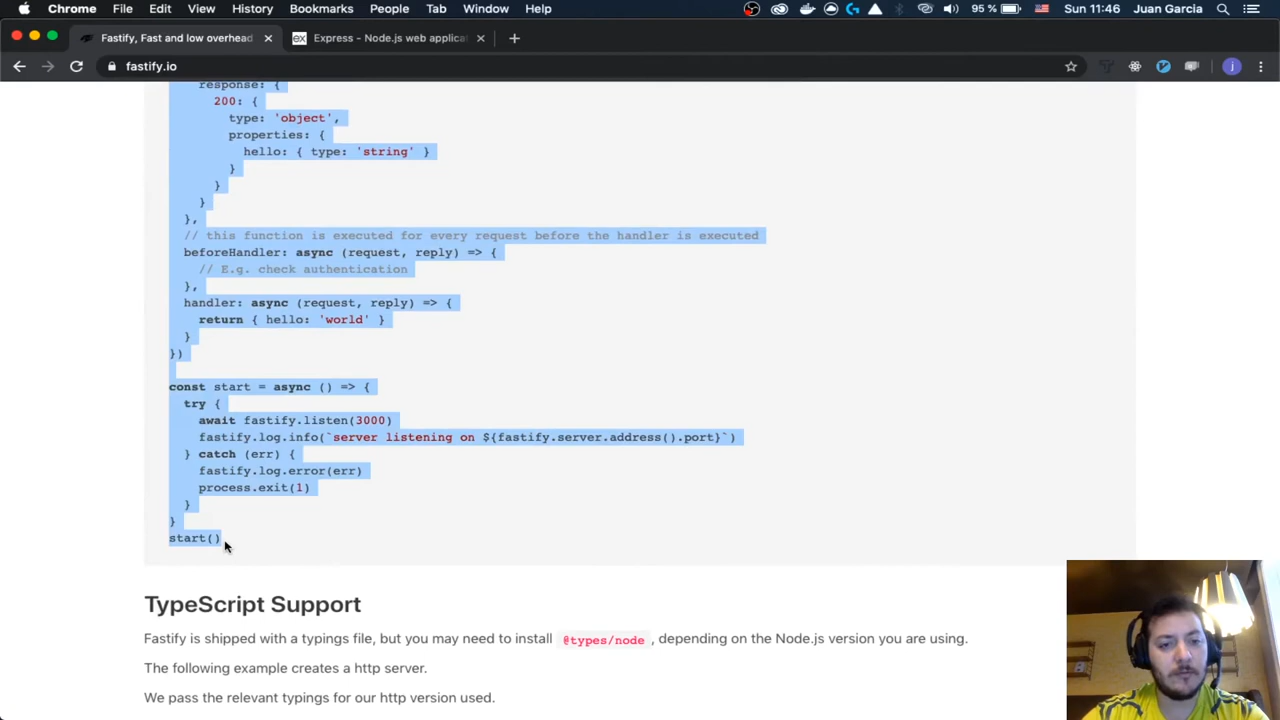 Chrome File Edit View History Bookmarks People Tab Window Help 95 % Sun 11:46 Juan Garcia
Fastify, Fast and low overhead × ex Express - Node.js web applicat × +
fastify.io j
response: {
200: {
type: 'object',
properties: {
hello: { type: 'string' }
}
}
}
},
// this function is executed for every request before the handler is executed
beforeHandler: async (request, reply) => {
// E.g. check authentication
},
handler: async (request, reply) => {
return { hello: 'world' }
}
})
const start = async () => {
try {
await fastify.listen(3000)
fastify.log.info(`server listening on ${fastify.server.address().port}`)
} catch (err) {
fastify.log.error(err)
process.exit(1)
}
}
start()
TypeScript Support
Fastify is shipped with a typings file, but you may need to install @types/node, depending on the Node.js version you are using.
The following example creates a http server.
We pass the relevant typings for our http version used.